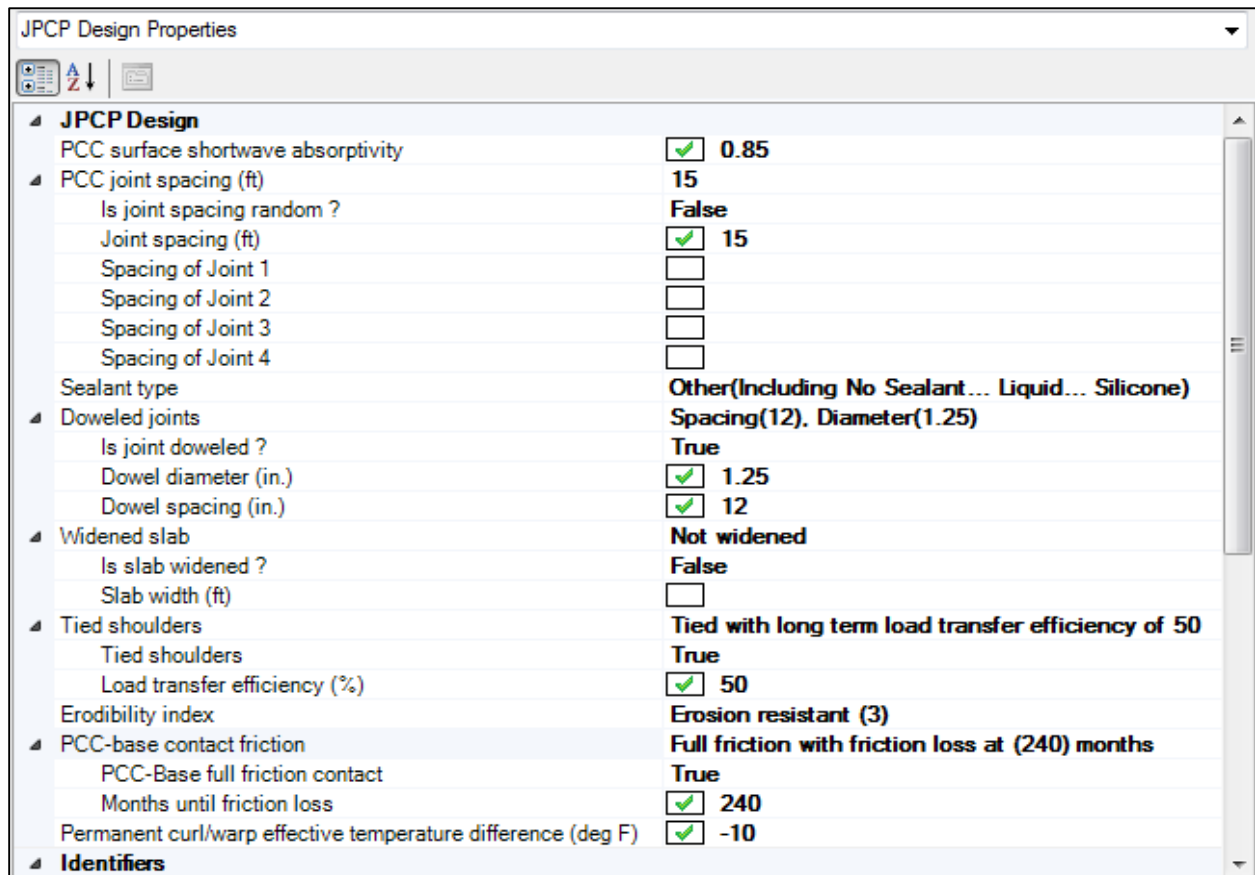 JPCP Design Properties
A Z
JPCP Design
PCC surface shortwave absorptivity 0.85
PCC joint spacing (ft) 15
Is joint spacing random ? False
Joint spacing (ft) 15
Spacing of Joint 1
Spacing of Joint 2
Spacing of Joint 3
Spacing of Joint 4
Sealant type Other(Including No Sealant... Liquid... Silicone)
Doweled joints Spacing(12), Diameter(1.25)
Is joint doweled ? True
Dowel diameter (in.) 1.25
Dowel spacing (in.) 12
Widened slab Not widened
Is slab widened ? False
Slab width (ft)
Tied shoulders Tied with long term load transfer efficiency of 50
Tied shoulders True
Load transfer efficiency (%) 50
Erodibility index Erosion resistant (3)
PCC-base contact friction Full friction with friction loss at (240) months
PCC-Base full friction contact True
Months until friction loss 240
Permanent curl/warp effective temperature difference (deg F) -10
Identifiers